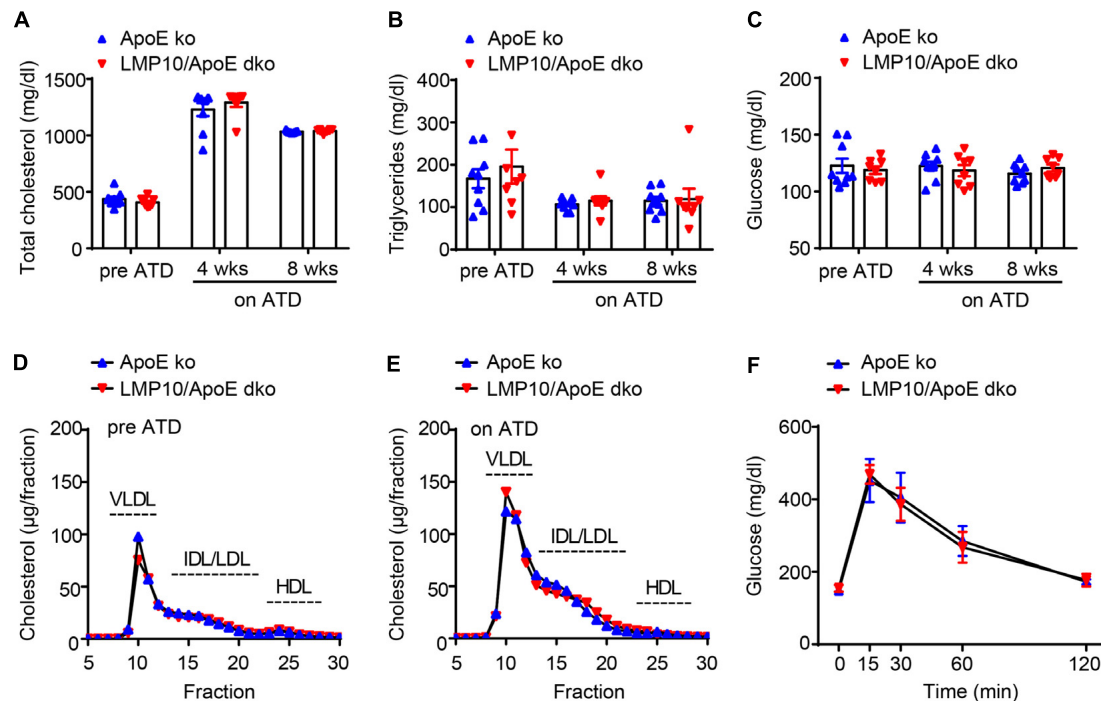 A
ApoE ko
LMP10/ApoE dko
Total cholesterol (mg/dl)
1500
1000
500
0
pre ATD
4 wks
8 wks
on ATD
B
ApoE ko
LMP10/ApoE dko
Triglycerides (mg/dl)
400
300
200
100
0
pre ATD
4 wks
8 wks
on ATD
C
ApoE ko
LMP10/ApoE dko
Glucose (mg/dl)
200
150
100
50
pre ATD
4 wks
8 wks
on ATD
D
ApoE ko
LMP10/ApoE dko
pre ATD
Cholesterol (µg/fraction)
200
150
100
50
0
VLDL
IDL/LDL
HDL
5 10 15 20 25 30
Fraction
E
ApoE ko
LMP10/ApoE dko
on ATD
Cholesterol (µg/fraction)
200
150
100
50
0
VLDL
IDL/LDL
HDL
5 10 15 20 25 30
Fraction
F
ApoE ko
LMP10/ApoE dko
Glucose (mg/dl)
600
400
200
0
0 15 30 60 120
Time (min)